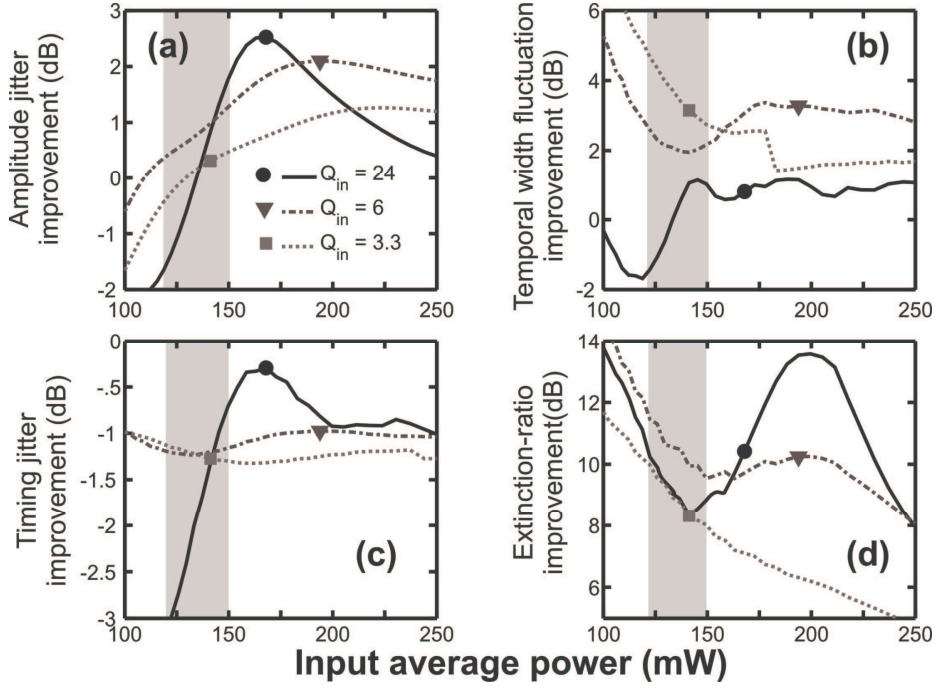 (a)
Amplitude jitter
improvement (dB)
3
2
1
0
-1
-2
100
150
200
250
Q_in = 24
Q_in = 6
Q_in = 3.3
(b)
Temporal width fluctuation
improvement (dB)
6
4
2
0
-2
100
150
200
250
(c)
Timing jitter
improvement (dB)
-0
-.5
-1
-1.5
-2
-2.5
-3
100
150
200
250
(d)
Extinction-ratio
improvement(dB)
14
12
10
8
6
100
150
200
250
Input average power (mW)